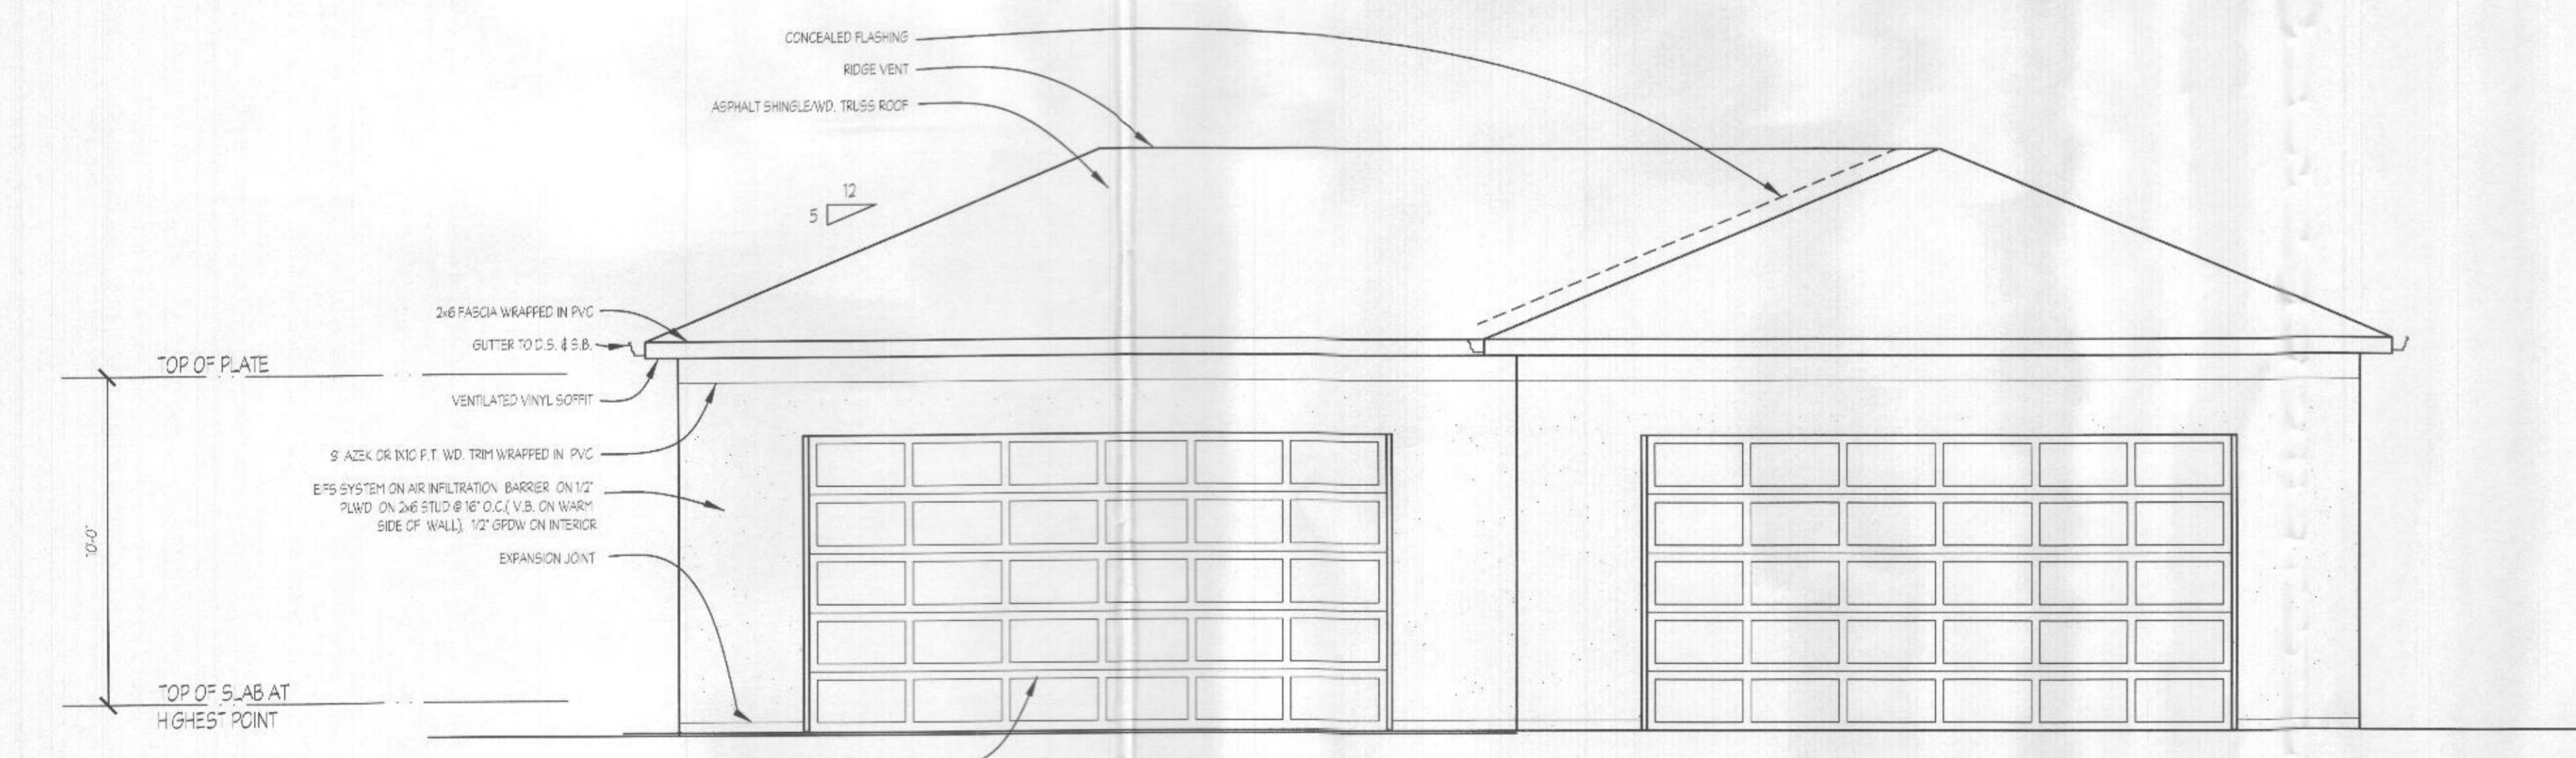 CONCEALED FLASHING
RIDGE VENT
ASPHALT SHINGLE/WD. TRUSS ROOF
12
5
2x6 FASCIA WRAPPED IN PVC
GUTTER TO D.S. & S.B.
TOP OF PLATE
VENTILATED VINYL SOFFIT
8" AZEK OR 1X10 P.T. WD. TRIM WRAPPED IN PVC
EIFS SYSTEM ON AIR INFILTRATION BARRIER ON 1/2"
PLWD ON 2x6 STUD @ 16" O.C.( V.B. ON WARM
SIDE OF WALL), 1/2" GPDW ON INTERIOR
EXPANSION JOINT
TOP OF SLAB AT
HIGHEST POINT